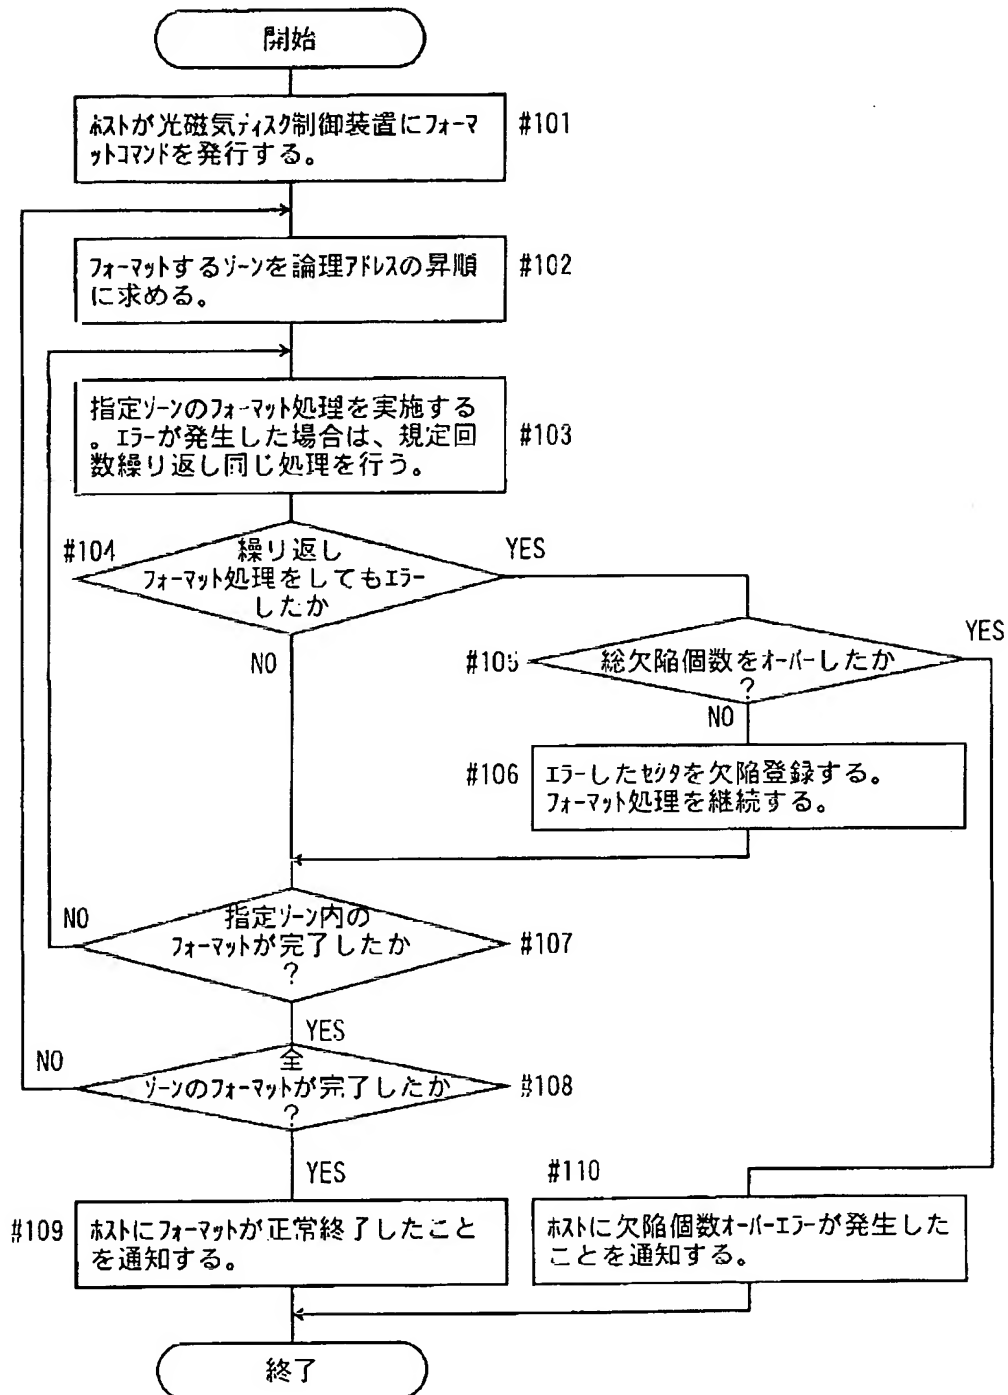 開始
ホストが光磁気ディスク制御装置にフォーマ
ットコマンドを発行する。
#101
フォーマットするゾーンを論理アドレスの昇順
に求める。
#102
指定ゾーンのフォーマット処理を実施する
。エラーが発生した場合は、規定回
数繰り返し同じ処理を行う。
#103
#104
繰り返し
フォーマット処理をしてもエラー
したか
YES
NO
#105
総欠陥個数をオーバーしたか
?
YES
NO
#106
エラーしたセクタを欠陥登録する。
フォーマット処理を継続する。
指定ゾーン内の
フォーマットが完了したか
?
NO
#107
YES
全
ゾーンのフォーマットが完了したか
?
NO
#108
YES
#109
ホストにフォーマットが正常終了したこと
を通知する。
#110
ホストに欠陥個数オーバーエラーが発生した
ことを通知する。
終了